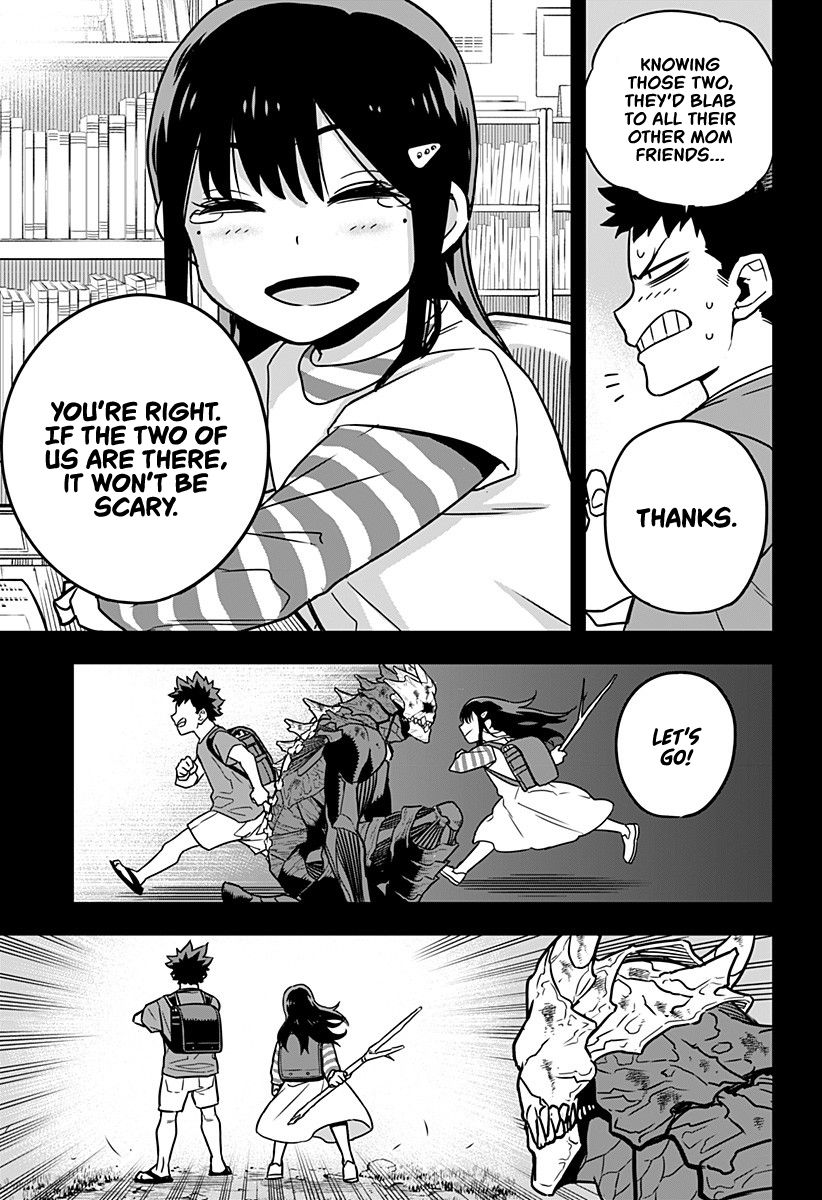 KNOWING
THOSE TWO,
THEY'D BLAB
TO ALL THEIR
OTHER MOM
FRIENDS...
THANKS.
YOU'RE RIGHT.
IF THE TWO OF
US ARE THERE,
IT WON'T BE
SCARY.
LET'S
GO!